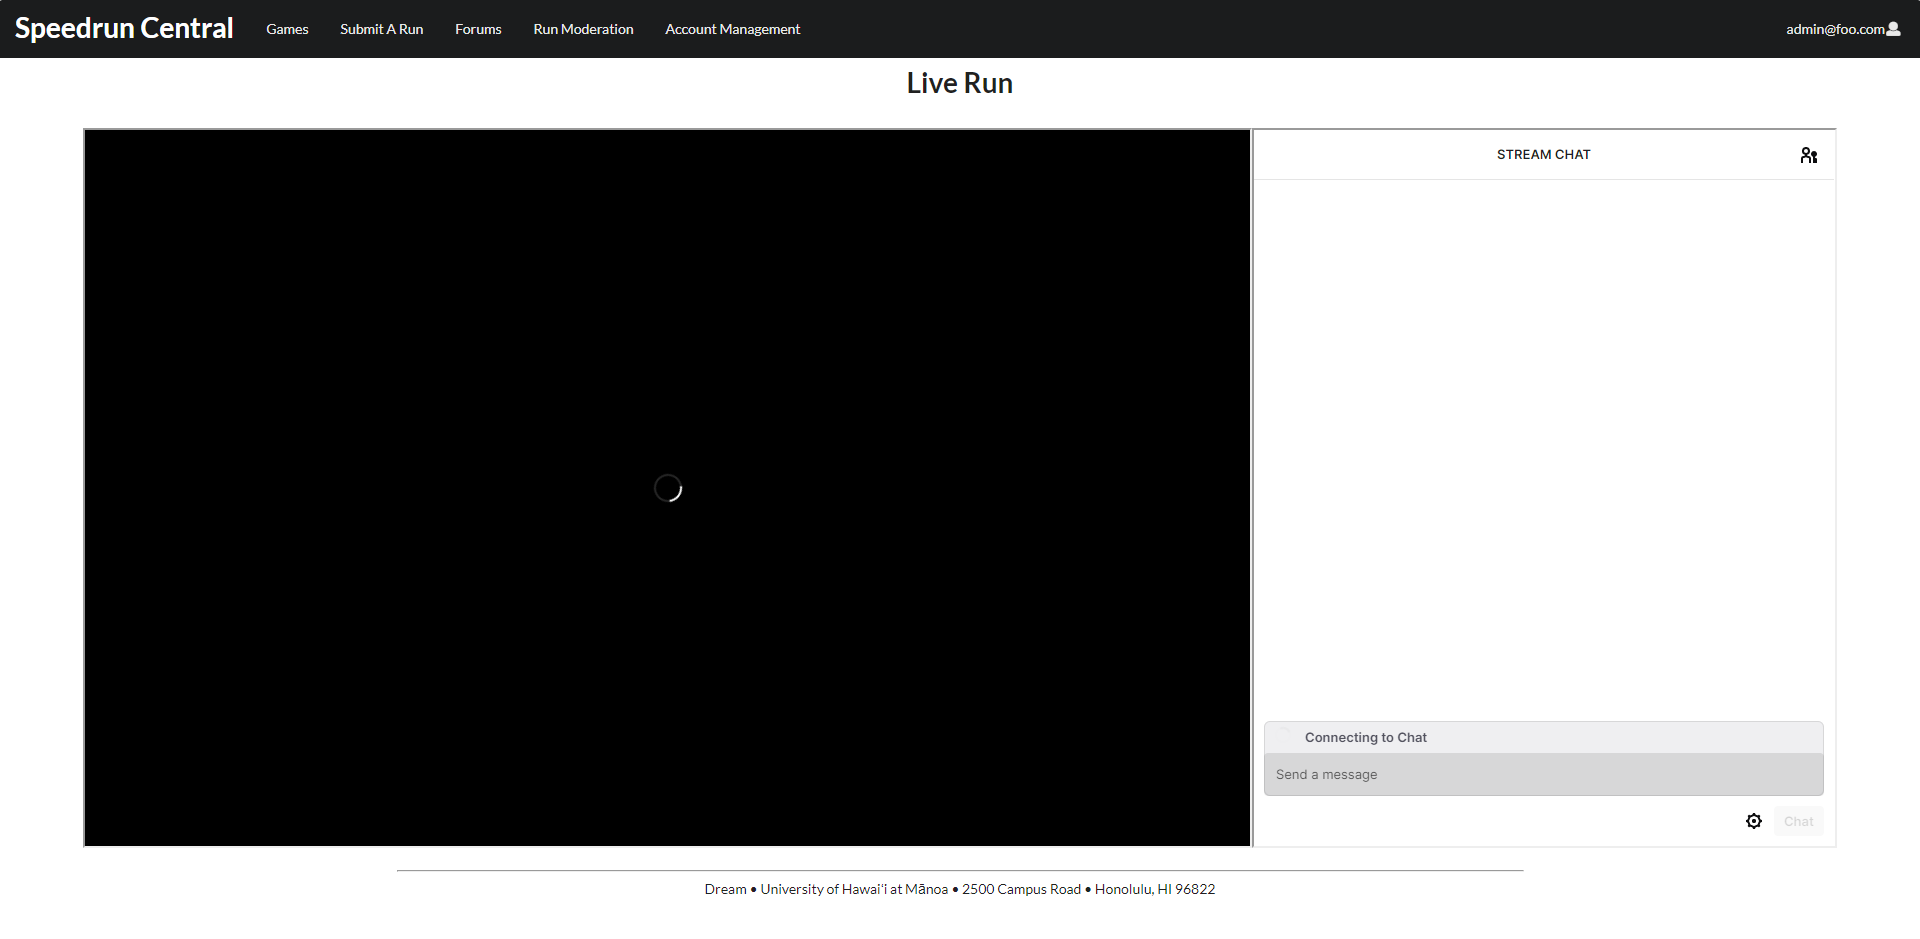 Speedrun Central Games Submit A Run Forums Run Moderation Account Management admin@foo.com
Live Run
STREAM CHAT
Connecting to Chat
Send a message
Chat
Dream • University of Hawaiʻi at Mānoa • 2500 Campus Road • Honolulu, HI 96822